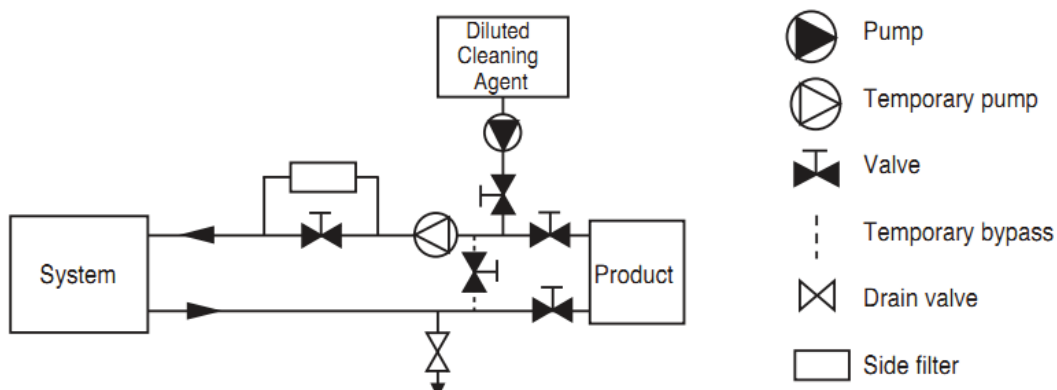 Diluted
Cleaning
Agent
System
Product
Pump
Temporary pump
Valve
Temporary bypass
Drain valve
Side filter